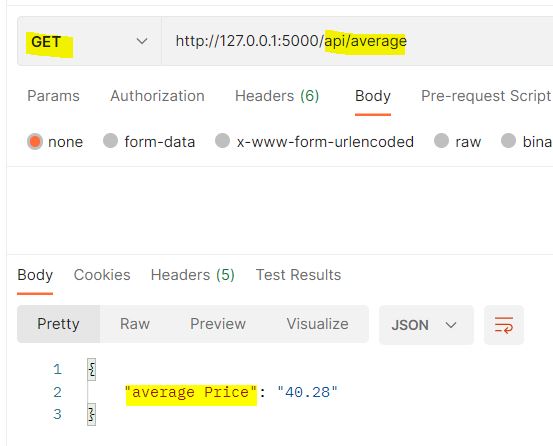 GET http://127.0.0.1:5000/api/average
Params Authorization Headers (6) Body Pre-request Script
none form-data x-www-form-urlencoded raw bina
Body Cookies Headers (5) Test Results
Pretty Raw Preview Visualize JSON
1 {
2 "average Price": "40.28"
3 }